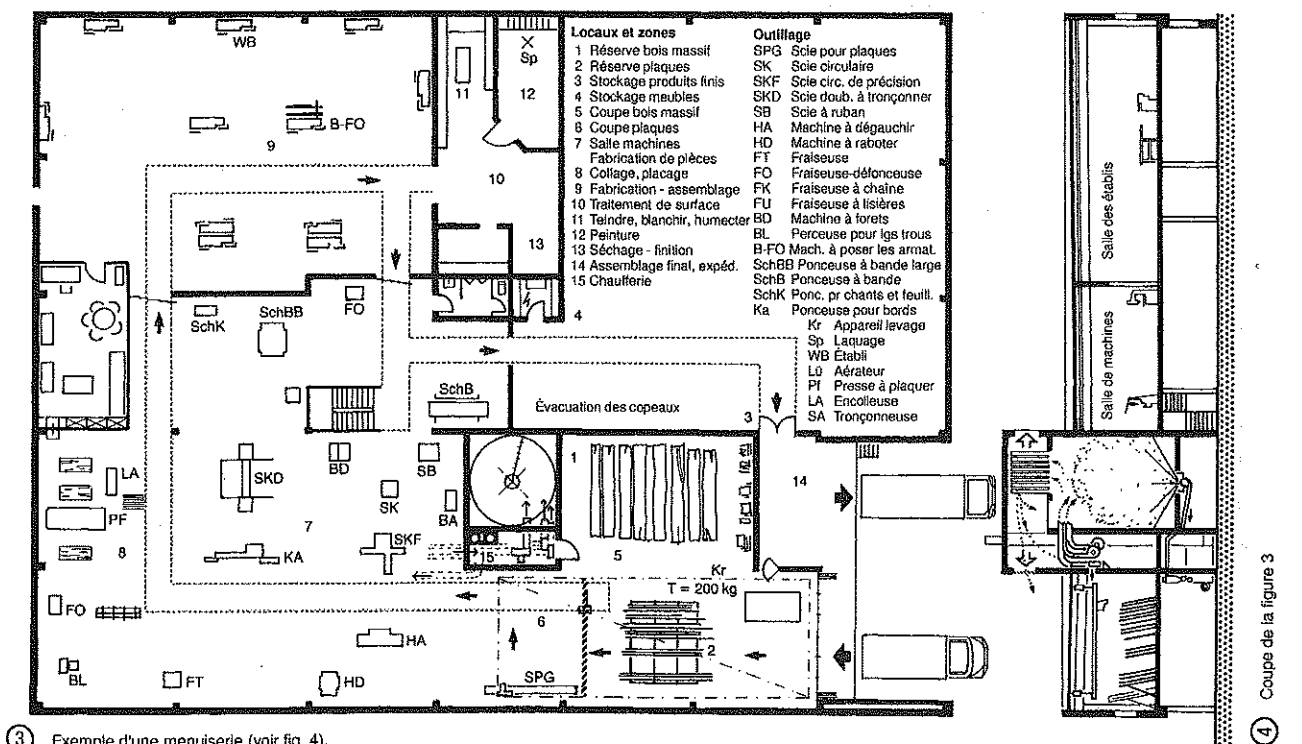 Locaux et zones
1 Réserve bois massif
2 Réserve plaques
3 Stockage produits finis
4 Stockage meubles
5 Coupe bois massif
6 Coupe plaques
7 Salle machines
Fabrication de pièces
8 Collage, placage
9 Fabrication - assemblage
10 Traitement de surface
11 Teindre, blanchir, humecter
12 Peinture
13 Séchage - finition
14 Assemblage final, expéd.
15 Chaufferie
Outillage
SPG Scie pour plaques
SK Scie circulaire
SKF Scie circ. de précision
SKD Scie doub. à tronçonner
SB Scie à ruban
HA Machine à dégauchir
HD Machine à raboter
FT Fraiseuse
FO Fraiseuse-défonceuse
FK Fraiseuse à chaîne
FU Fraiseuse à lisières
BD Machine à forets
BL Perceuse pour lgs trous
B-FO Mach. à poser les armat.
SchBB Ponceuse à bande large
SchB Ponceuse à bande
SchK Ponc. pr chants et feuill.
Ka Ponceuse pour bords
Kr Appareil levage
Sp Laquage
WB Établi
Lü Aérateur
Pf Presse à plaquer
LA Encolleuse
SA Tronçonneuse
WB
Sp
11
12
B-FO
9
10
13
SchK
SchBB
FO
4
SchB
Évacuation des copeaux
3
LA
SKD
BD
SB
1
14
PF
SK
BA
8
7
SKF
KA
15
5
Kr
T = 200 kg
FO
6
2
HA
BL
FT
HD
SPG
Salle des établis
Salle de machines
3 Exemple d'une menuiserie (voir fig. 4).
4 Coupe de la figure 3